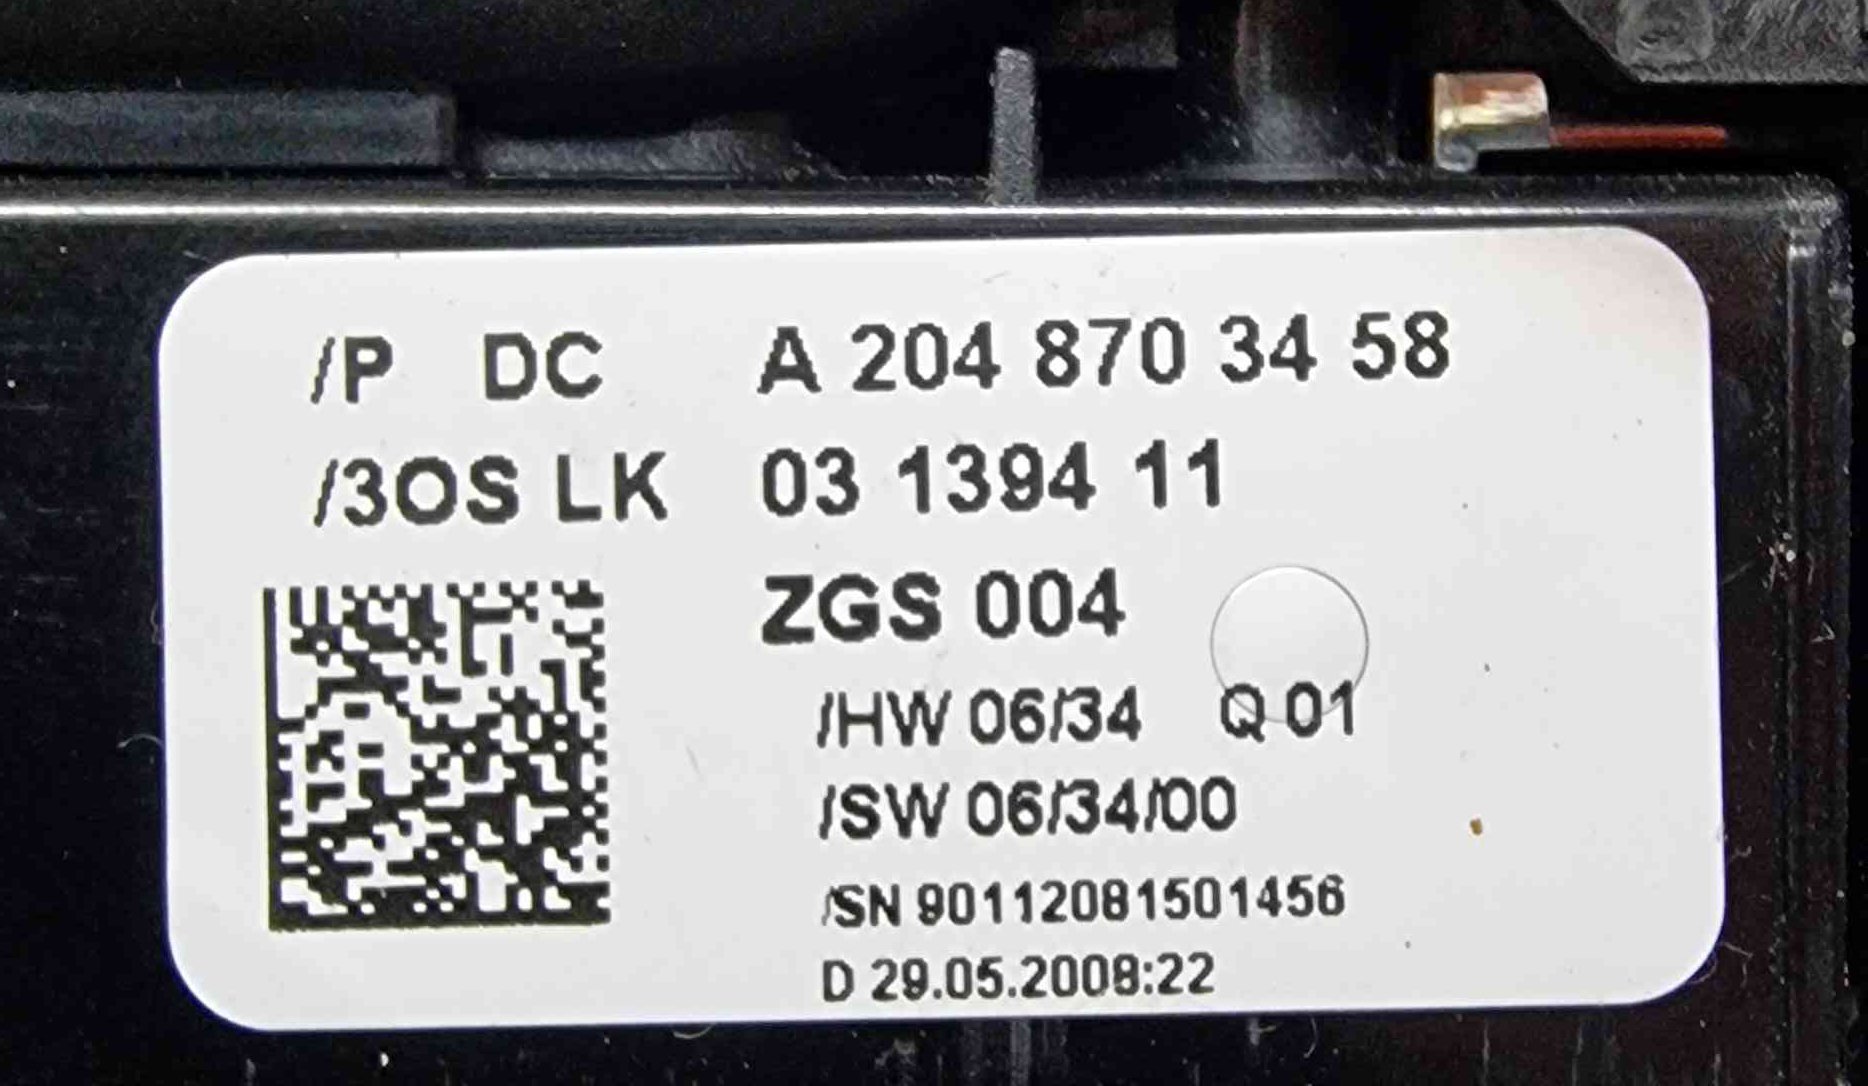 /P DC A 204 870 34 58
/3OS LK 03 1394 11
ZGS 004
/HW 06/34 Q 01
/SW 06/34/00
/SN 90112081501456
D 29.05.2008:22